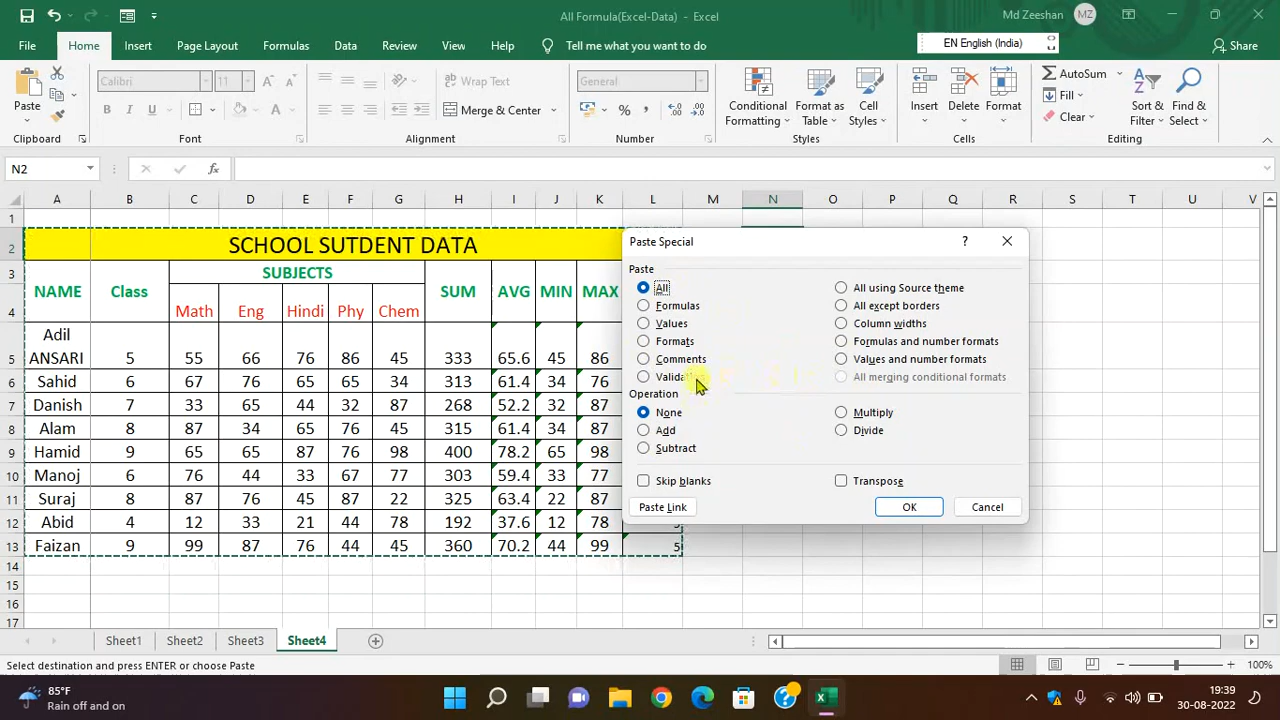 All Formula(Excel-Data) - Excel
Md Zeeshan MZ
File Home Insert Page Layout Formulas Data Review View Help Tell me what you want to do
EN English (India)
Share
Paste
Calibri 11
B I U
A A
Wrap Text
Merge & Center
General
%
Conditional Formatting
Format as Table
Cell Styles
Insert Delete Format
AutoSum
Fill
Clear
Sort & Filter
Find & Select
Clipboard Font Alignment Number Styles Cells Editing
N2 fx
A B C D E F G H I J K L M N O P Q R S T U V
1
2 SCHOOL SUTDENT DATA
3 NAME Class SUBJECTS SUM AVG MIN MAX
4 Math Eng Hindi Phy Chem
Adil
5 ANSARI 5 55 66 76 86 45 333 65.6 45 86
6 Sahid 6 67 76 65 65 34 313 61.4 34 76
7 Danish 7 33 65 44 32 87 268 52.2 32 87
8 Alam 8 87 34 65 76 45 315 61.4 34 87
9 Hamid 9 65 65 87 76 98 400 78.2 65 98
10 Manoj 6 76 44 33 67 77 303 59.4 33 77
11 Suraj 8 87 76 45 87 22 325 63.4 22 87
12 Abid 4 12 33 21 44 78 192 37.6 12 78
13 Faizan 9 99 87 76 44 45 360 70.2 44 99 5
14
15
16
17
Paste Special ?
Paste
All All using Source theme
Formulas All except borders
Values Column widths
Formats Formulas and number formats
Comments Values and number formats
All merging conditional formats
Operation
None Multiply
Add Divide
Subtract
Skip blanks Transpose
Paste Link OK Cancel
Sheet1 Sheet2 Sheet3 Sheet4
Select destination and press ENTER or choose Paste
100%
85°F
Rain off and on
19:39
30-08-2022